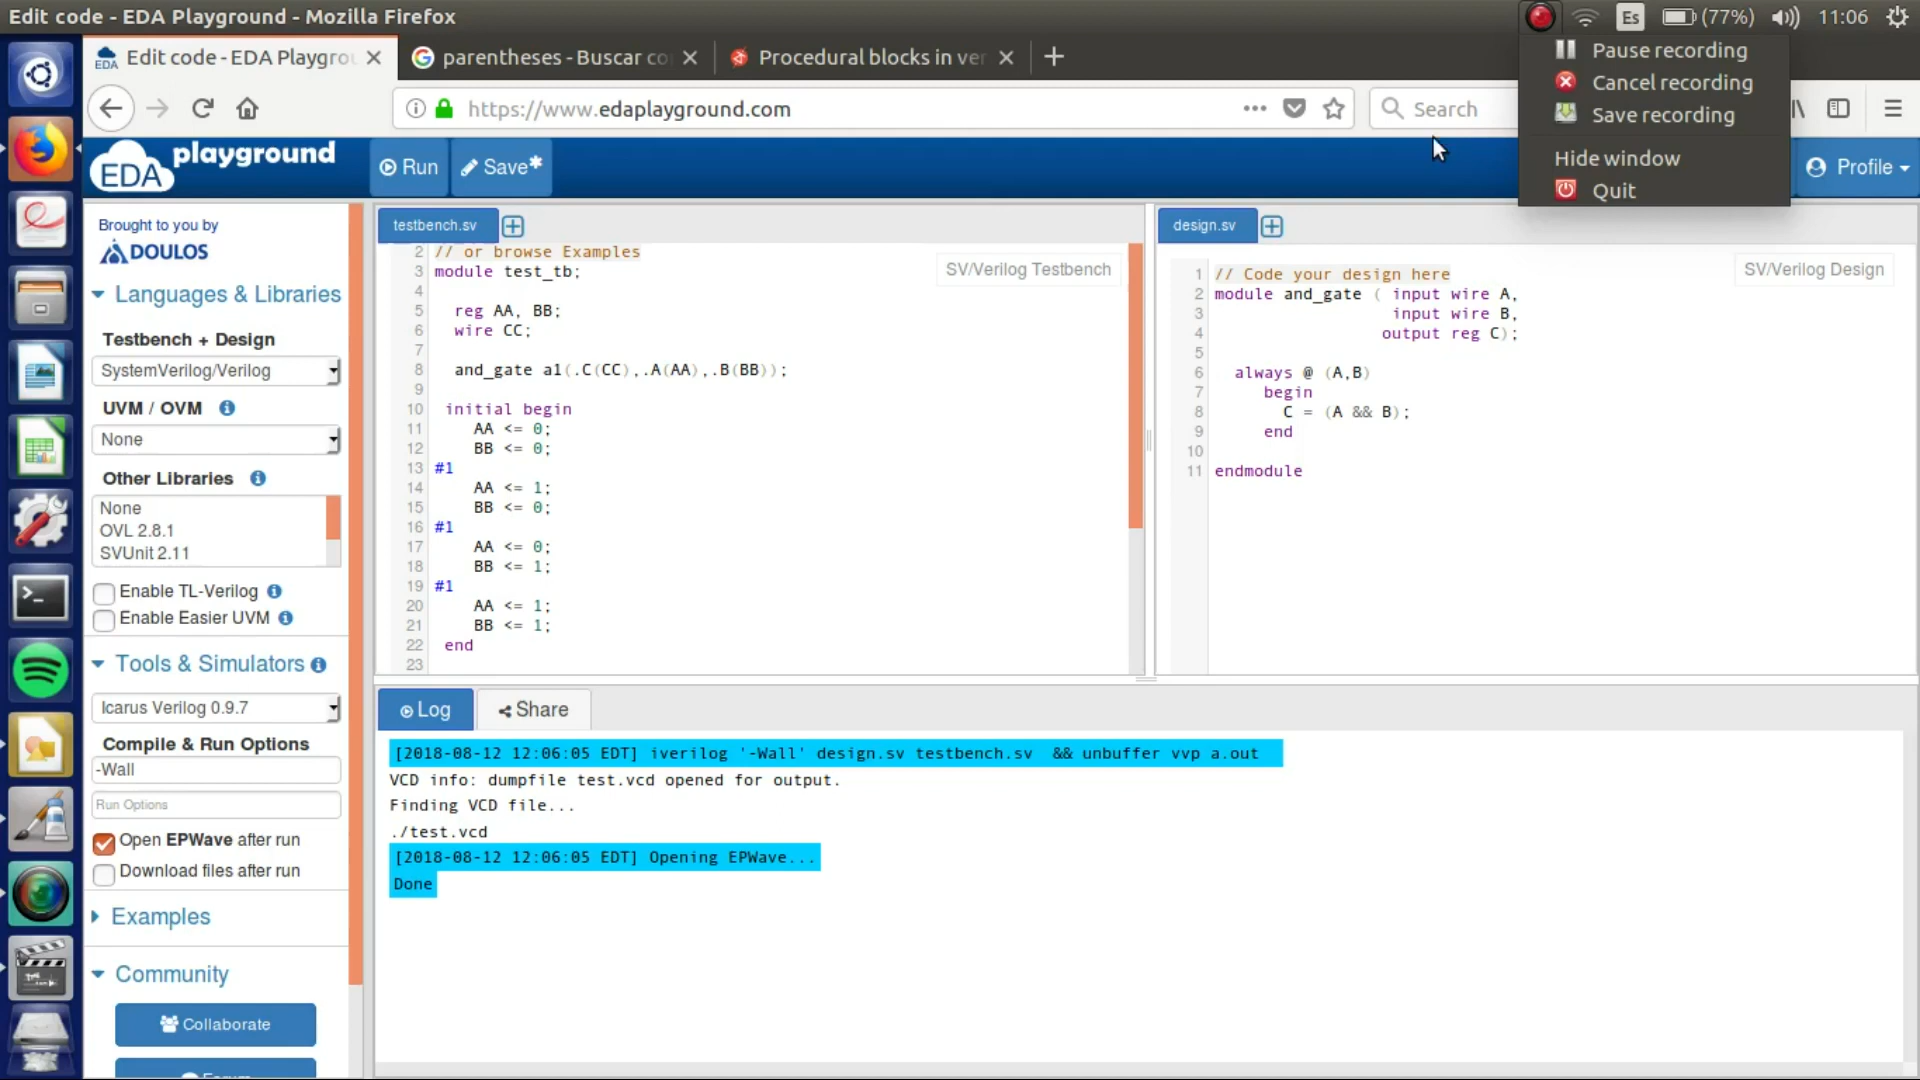 Edit code - EDA Playground - Mozilla Firefox
Es
(77%)
11:06
Edit code - EDA Playgrou
parentheses - Buscar co
Procedural blocks in ver
https://www.edaplayground.com
Search
Pause recording
Cancel recording
Save recording
Hide window
Quit
EDA playground
Run
Save*
Profile
Brought to you by
DOULOS
Languages & Libraries
Testbench + Design
SystemVerilog/Verilog
UVM / OVM
None
Other Libraries
None
OVL 2.8.1
SVUnit 2.11
Enable TL-Verilog
Enable Easier UVM
Tools & Simulators
Icarus Verilog 0.9.7
Compile & Run Options
-Wall
Run Options
Open EPWave after run
Download files after run
Examples
Community
Collaborate
testbench.sv
SV/Verilog Testbench
2 // or browse Examples
3 module test_tb;
4
5 reg AA, BB;
6 wire CC;
7
8 and_gate a1(.C(CC),.A(AA),.B(BB));
9
10 initial begin
11 AA <= 0;
12 BB <= 0;
13 #1
14 AA <= 1;
15 BB <= 0;
16 #1
17 AA <= 0;
18 BB <= 1;
19 #1
20 AA <= 1;
21 BB <= 1;
22 end
23
design.sv
SV/Verilog Design
1 // Code your design here
2 module and_gate ( input wire A,
3 input wire B,
4 output reg C);
5
6 always @ (A,B)
7 begin
8 C = (A && B);
9 end
10
11 endmodule
Log
Share
[2018-08-12 12:06:05 EDT] iverilog '-Wall' design.sv testbench.sv && unbuffer vvp a.out
VCD info: dumpfile test.vcd opened for output.
Finding VCD file...
./test.vcd
[2018-08-12 12:06:05 EDT] Opening EPWave...
Done